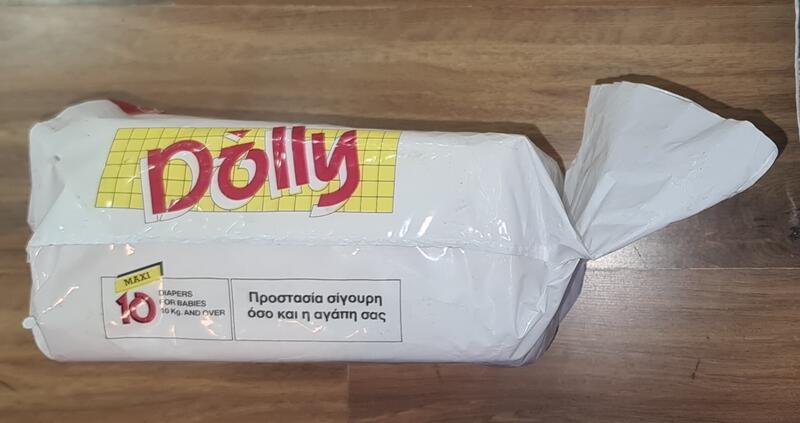 Dolly
MAXI
10
DIAPERS
FOR BABIES
10 Kg. AND OVER
Προστασία σίγουρη
όσο και η αγάπη σας